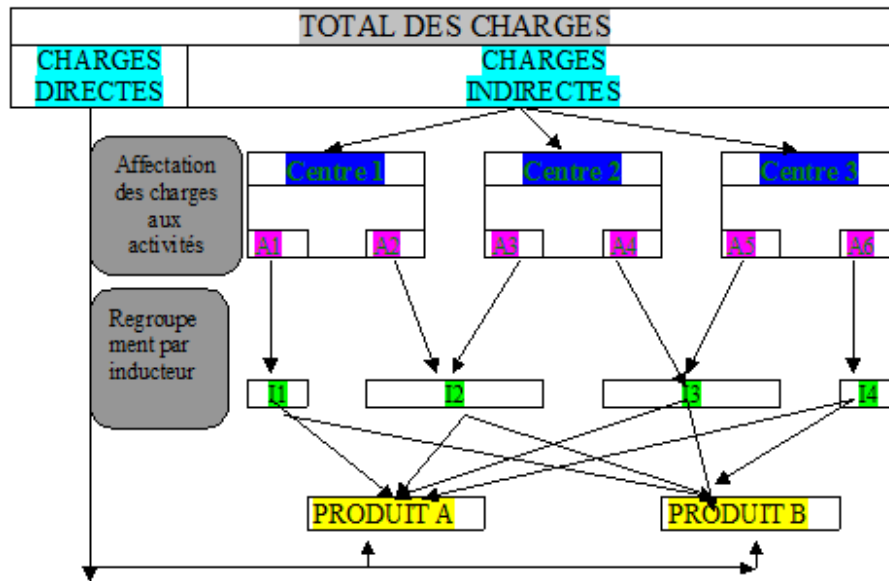 TOTAL DES CHARGES
CHARGES
DIRECTES
CHARGES
INDIRECTES
Affectation
des charges
aux
activités
Centre 1
Centre 2
Centre 3
A1
A2
A3
A4
A5
A6
Regroupe
ment par
inducteur
I1
I2
I3
I4
PRODUIT A
PRODUIT B